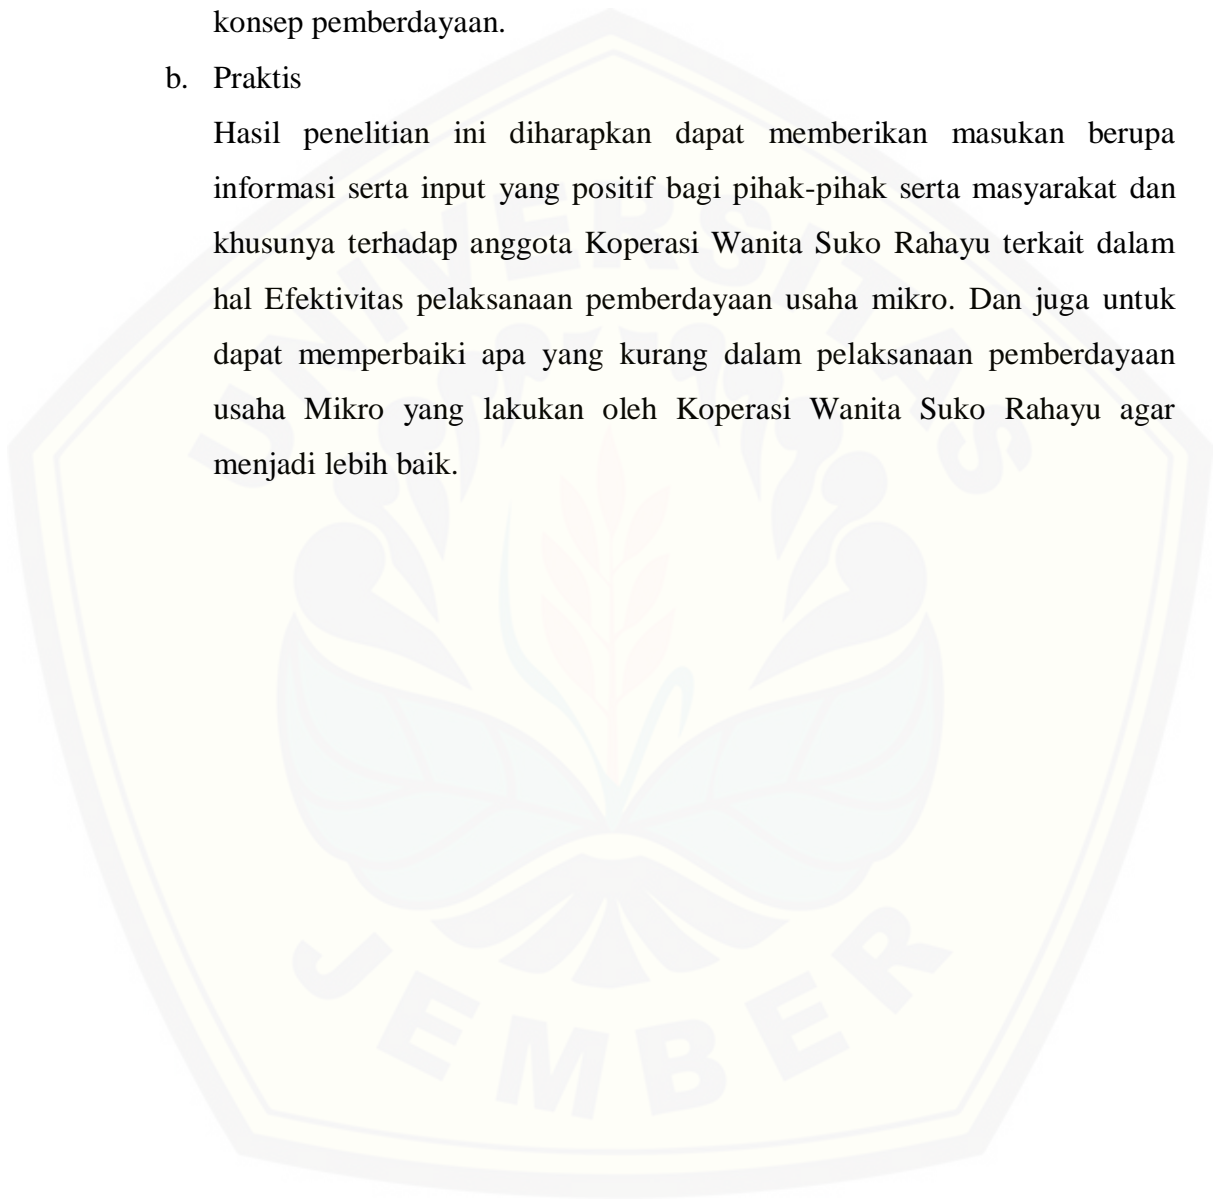 konsep pemberdayaan.
b. Praktis
Hasil penelitian ini diharapkan dapat memberikan masukan berupa
informasi serta input yang positif bagi pihak-pihak serta masyarakat dan
khusunya terhadap anggota Koperasi Wanita Suko Rahayu terkait dalam
hal Efektivitas pelaksanaan pemberdayaan usaha mikro. Dan juga untuk
dapat memperbaiki apa yang kurang dalam pelaksanaan pemberdayaan
usaha Mikro yang lakukan oleh Koperasi Wanita Suko Rahayu agar
menjadi lebih baik.
UNIVERSITAS
JEMBER